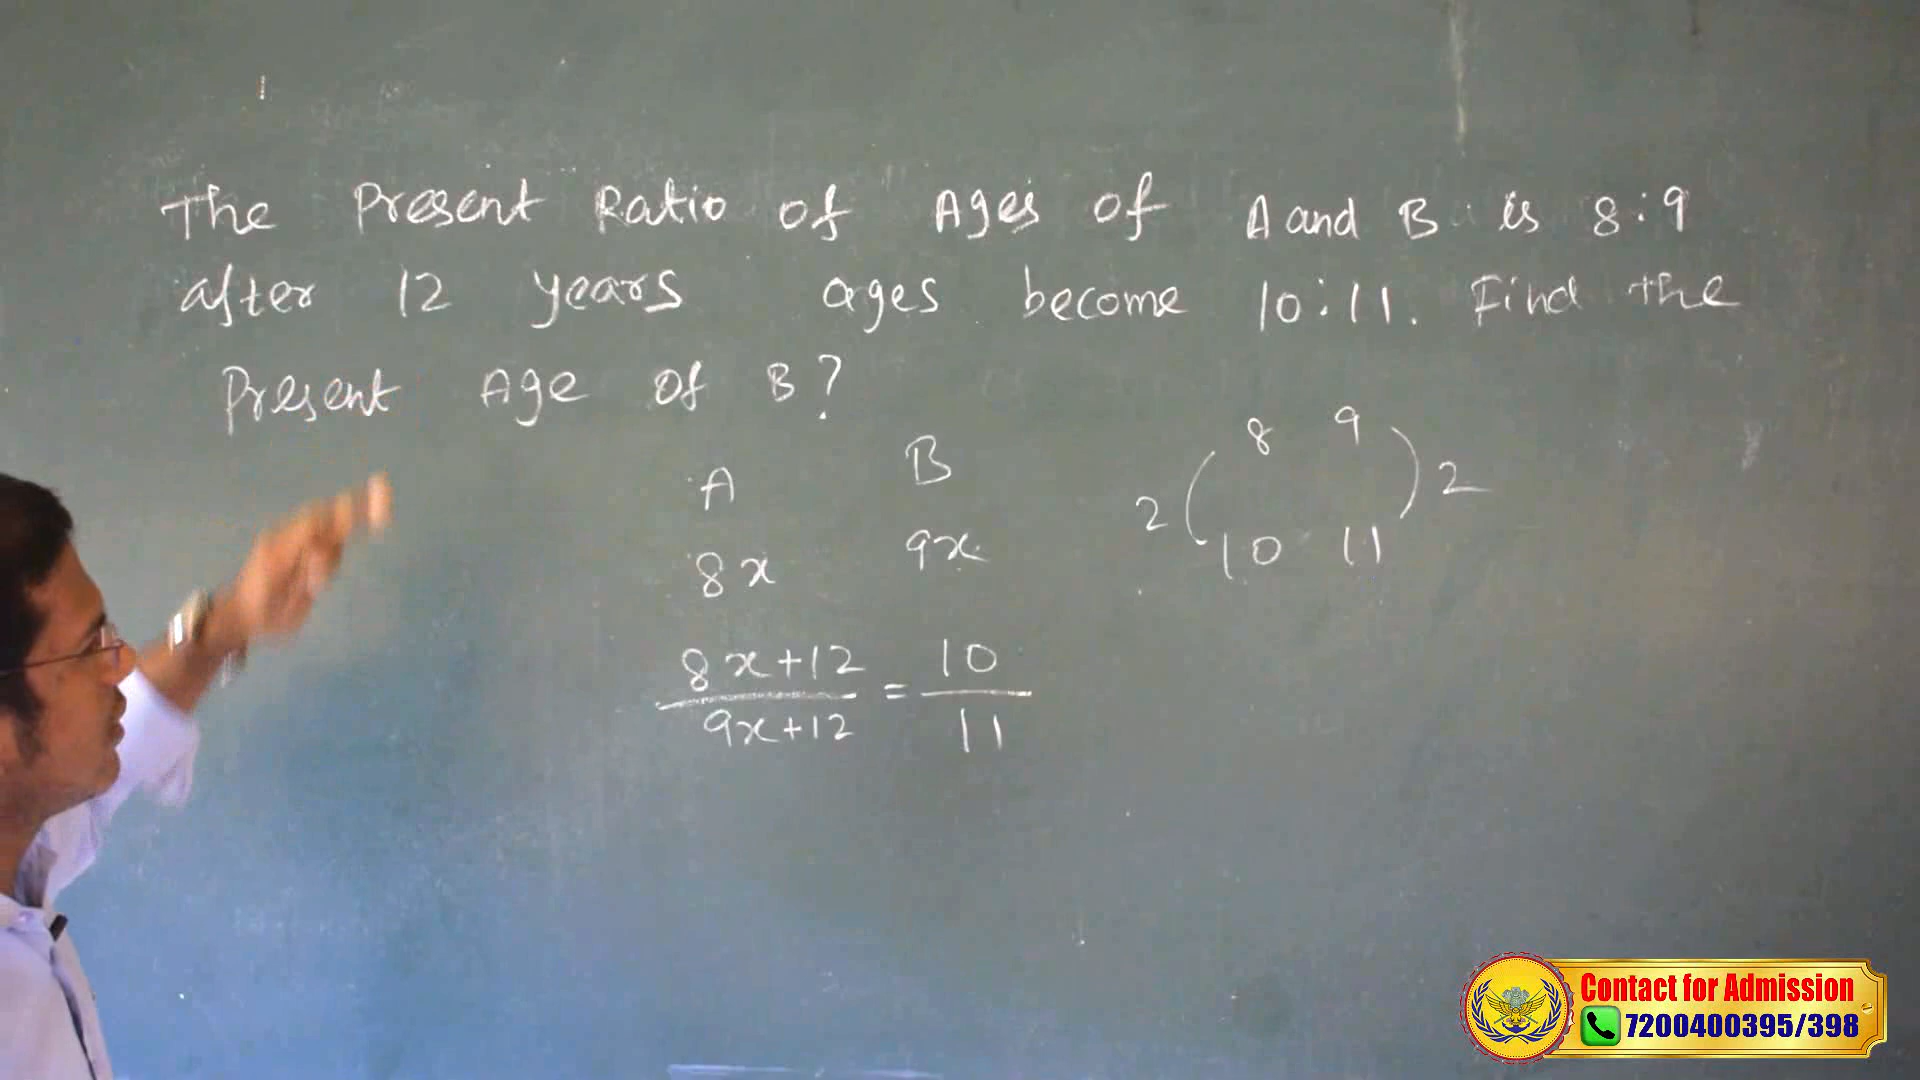 The Present Ratio of Ages of A and B is 8:9
after 12 years ages become 10:11. Find the
Present Age of B?
A B
8x 9x
8x+12 = 10
9x+12 11
8 9
2 ( ) 2
10 11
Contact for Admission
7200400395/398